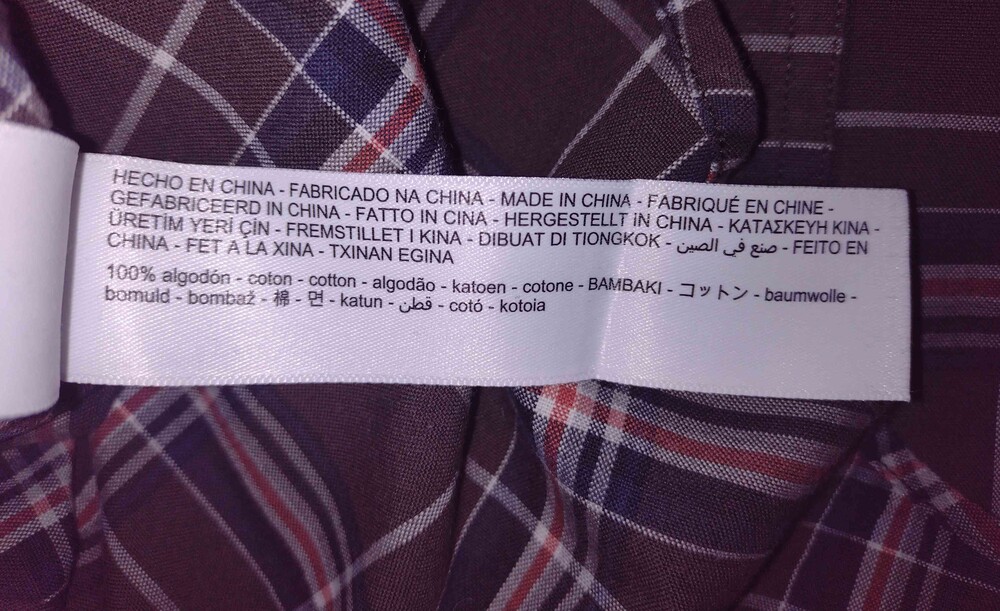 HECHO EN CHINA - FABRICADO NA CHINA - MADE IN CHINA - FABRIQUÉ EN CHINE -
GEFABRICEERD IN CHINA - FATTO IN CINA - HERGESTELLT IN CHINA - ΚΑΤΑΣΚΕΥΗ ΚΙΝΑ -
ÜRETİM YERİ ÇİN - FREMSTILLET I KINA - DIBUAT DI TIONGKOK - صنع في الصين - FEITO EN
CHINA - FET A LA XINA - TXINAN EGINA
100% algodón - coton - cotton - algodão - katoen - cotone - BAMBAKI - コットン - baumwolle -
bomuld - bombaž - 棉 - 면 - katun - قطن - cotó - kotoia